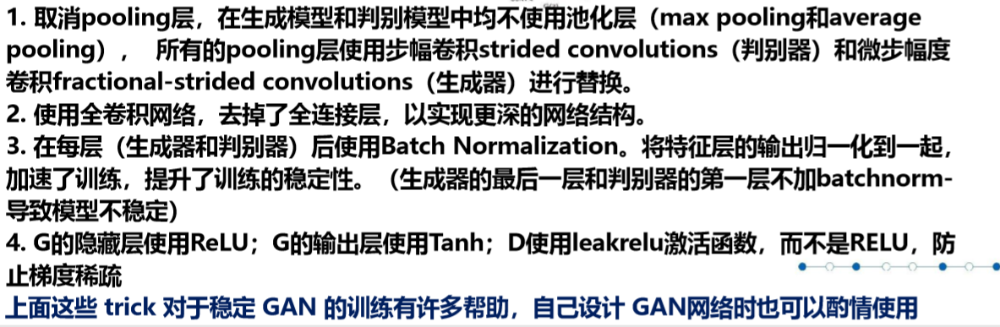 1. 取消pooling层，在生成模型和判别模型中均不使用池化层（max pooling和average
pooling）， 所有的pooling层使用步幅卷积strided convolutions（判别器）和微步幅度
卷积fractional-strided convolutions（生成器）进行替换。
2. 使用全卷积网络，去掉了全连接层，以实现更深的网络结构。
3. 在每层（生成器和判别器）后使用Batch Normalization。将特征层的输出归一化到一起，
加速了训练，提升了训练的稳定性。（生成器的最后一层和判别器的第一层不加batchnorm-
导致模型不稳定）
4. G的隐藏层使用ReLU；G的输出层使用Tanh；D使用leakrelu激活函数，而不是RELU，防
止梯度稀疏
上面这些 trick 对于稳定 GAN 的训练有许多帮助，自己设计 GAN网络时也可以酌情使用